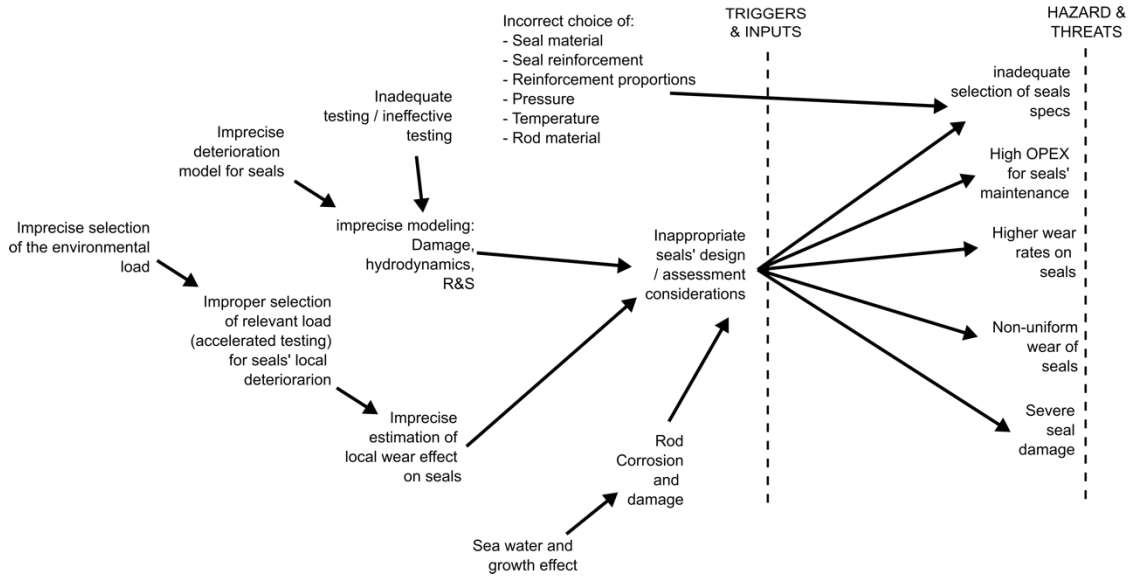 TRIGGERS
& INPUTS
HAZARD &
THREATS
Incorrect choice of:
- Seal material
- Seal reinforcement
- Reinforcement proportions
- Pressure
- Temperature
- Rod material
inadequate
selection of seals
specs
Inadequate
testing / ineffective
testing
Imprecise
deterioration
model for seals
High OPEX
for seals'
maintenance
Imprecise selection
of the environmental
load
imprecise modeling:
Damage,
hydrodynamics,
R&S
Inappropriate
seals' design
/ assessment
considerations
Higher wear
rates on
seals
Improper selection
of relevant load
(accelerated testing)
for seals' local
deteriorarion
Non-uniform
wear of
seals
Imprecise
estimation of
local wear effect
on seals
Rod
Corrosion
and
damage
Severe
seal
damage
Sea water and
growth effect